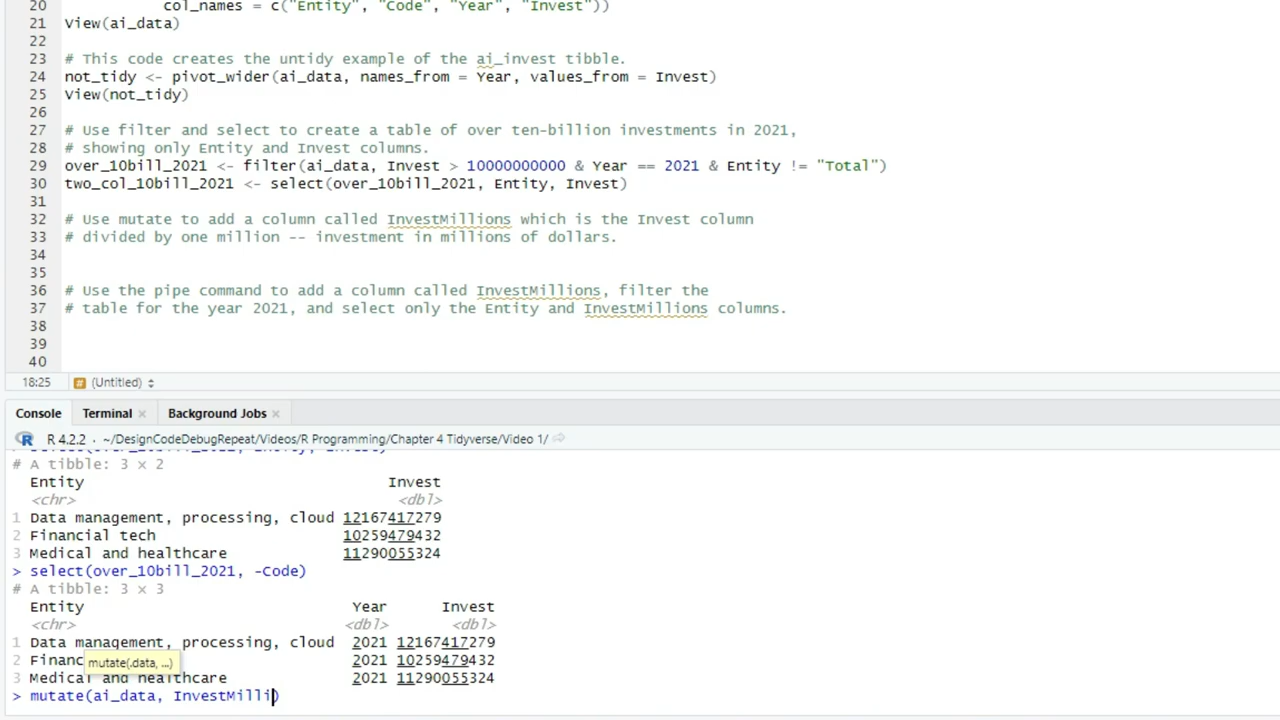 20 col_names = c("Entity", "Code", "Year", "Invest"))
21 View(ai_data)
22
23 # This code creates the untidy example of the ai_invest tibble.
24 not_tidy <- pivot_wider(ai_data, names_from = Year, values_from = Invest)
25 View(not_tidy)
26
27 # Use filter and select to create a table of over ten-billion investments in 2021,
28 # showing only Entity and Invest columns.
29 over_10bill_2021 <- filter(ai_data, Invest > 10000000000 & Year == 2021 & Entity != "Total")
30 two_col_10bill_2021 <- select(over_10bill_2021, Entity, Invest)
31
32 # Use mutate to add a column called InvestMillions which is the Invest column
33 # divided by one million -- investment in millions of dollars.
34
35
36 # Use the pipe command to add a column called InvestMillions, filter the
37 # table for the year 2021, and select only the Entity and InvestMillions columns.
38
39
40
18:25 # (Untitled)
Console Terminal × Background Jobs ×
R R 4.2.2 · ~/DesignCodeDebugRepeat/Videos/R Programming/Chapter 4 Tidyverse/Video 1/
# A tibble: 3 × 2
Entity Invest
<chr> <dbl>
1 Data management, processing, cloud 12167417279
2 Financial tech 10259479432
3 Medical and healthcare 11290055324
> select(over_10bill_2021, -Code)
# A tibble: 3 × 3
Entity Year Invest
<chr> <dbl> <dbl>
1 Data management, processing, cloud 2021 12167417279
2 Financ 2021 10259479432
mutate(.data, ...)
3 Medical and healthcare 2021 11290055324
> mutate(ai_data, InvestMilli)